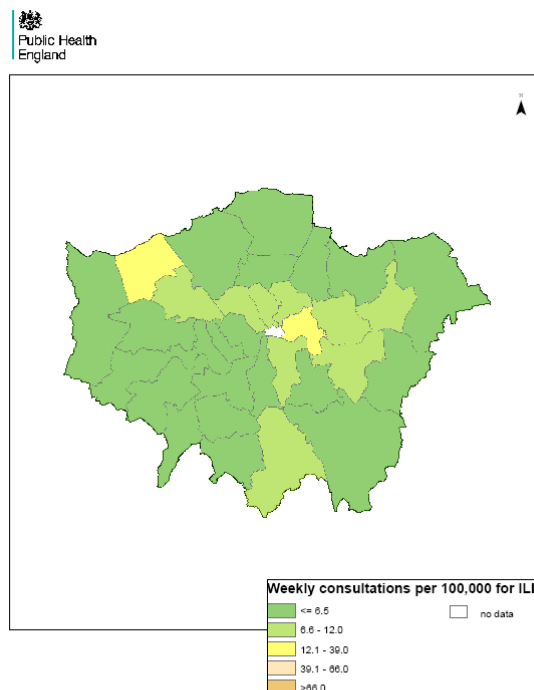 Public Health
England
N
Weekly consultations per 100,000 for ILI
<= 6.5
no data
6.6 - 12.0
12.1 - 39.0
39.1 - 66.0
>66.0